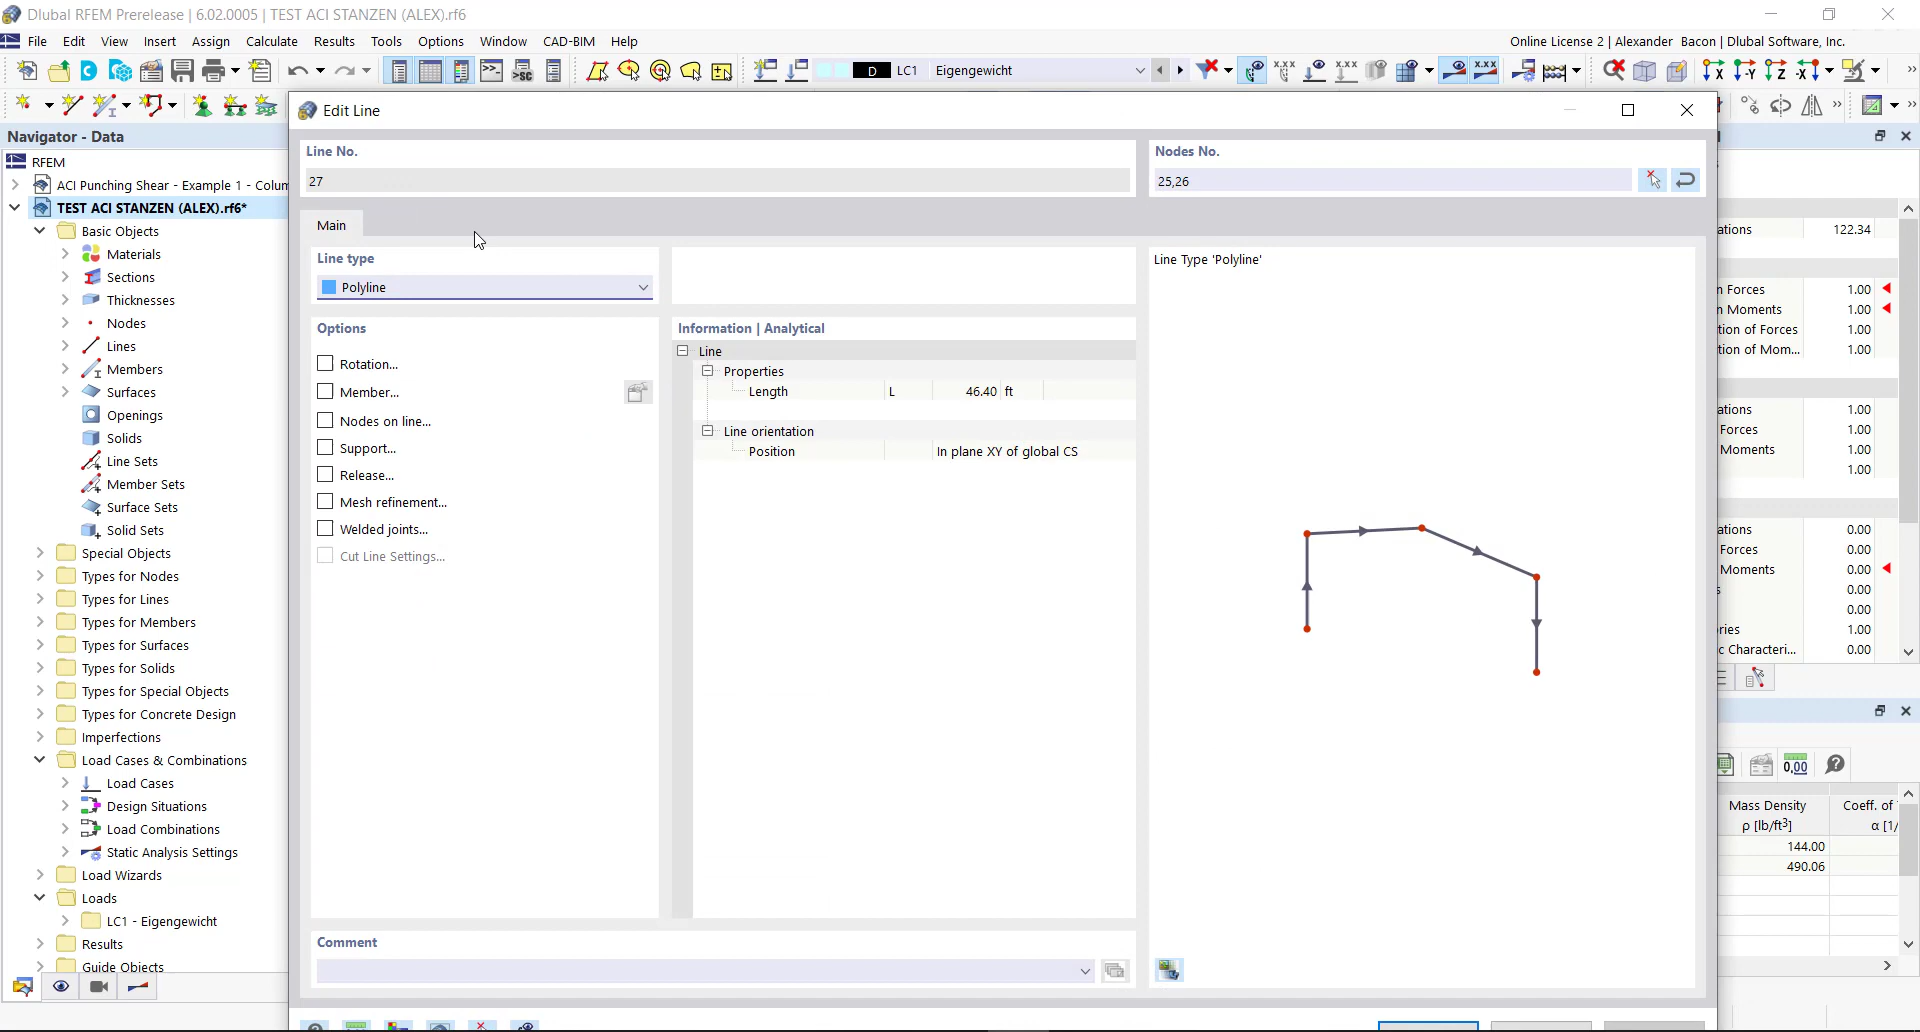 Dlubal RFEM Prerelease | 6.02.0005 | TEST ACI STANZEN (ALEX).rf6
File Edit View Insert Assign Calculate Results Tools Options Window CAD-BIM Help
Online License 2 | Alexander Bacon | Dlubal Software, Inc.
D LC1 Eigengewicht
Navigator - Data
RFEM
ACI Punching Shear - Example 1 - Colum
TEST ACI STANZEN (ALEX).rf6*
Basic Objects
Materials
Sections
Thicknesses
Nodes
Lines
Members
Surfaces
Openings
Solids
Line Sets
Member Sets
Surface Sets
Solid Sets
Special Objects
Types for Nodes
Types for Lines
Types for Members
Types for Surfaces
Types for Solids
Types for Special Objects
Types for Concrete Design
Imperfections
Load Cases & Combinations
Load Cases
Design Situations
Load Combinations
Static Analysis Settings
Load Wizards
Loads
LC1 - Eigengewicht
Results
Guide Objects
Edit Line
Line No.
27
Nodes No.
25,26
Main
Line type
Polyline
Options
Rotation...
Member...
Nodes on line...
Support...
Release...
Mesh refinement...
Welded joints...
Cut Line Settings...
Information | Analytical
Line
Properties
Length L 46.40 ft
Line orientation
Position In plane XY of global CS
Comment
Line Type 'Polyline'
ations 122.34
n Forces 1.00
n Moments 1.00
tion of Forces 1.00
tion of Mom... 1.00
ations 1.00
Forces 1.00
Moments 1.00
1.00
ations 0.00
Forces 0.00
Moments 0.00
s 0.00
0.00
ries 1.00
c Characteri... 0.00
0,00
Mass Density Coeff. of
ρ [lb/ft³] α [1/
144.00
490.06